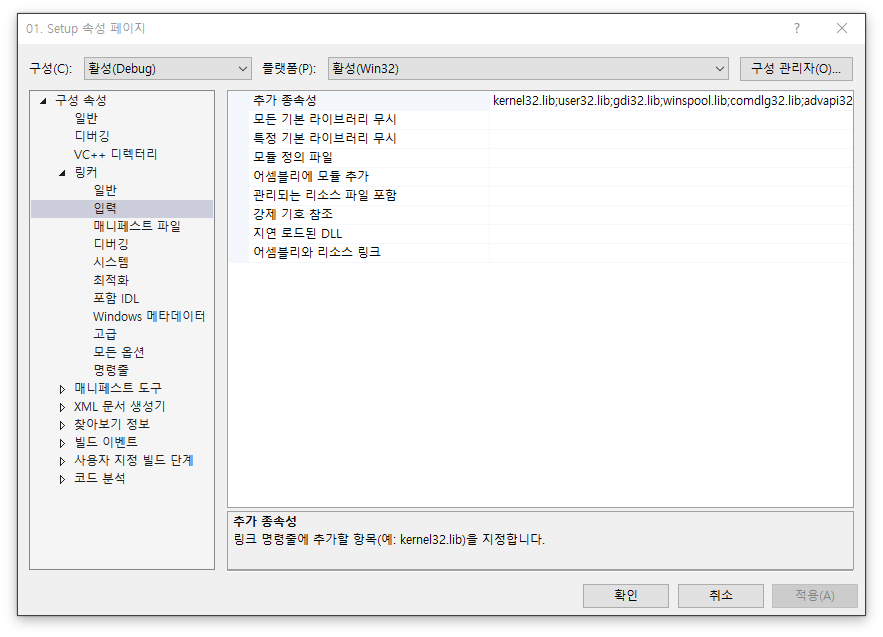 01. Setup 속성 페이지
?
구성(C): 활성(Debug) 플랫폼(P): 활성(Win32) 구성 관리자(O)...
구성 속성
일반
디버깅
VC++ 디렉터리
링커
일반
입력
매니페스트 파일
디버깅
시스템
최적화
포함 IDL
Windows 메타데이터
고급
모든 옵션
명령줄
매니페스트 도구
XML 문서 생성기
찾아보기 정보
빌드 이벤트
사용자 지정 빌드 단계
코드 분석
추가 종속성 kernel32.lib;user32.lib;gdi32.lib;winspool.lib;comdlg32.lib;advapi32
모든 기본 라이브러리 무시
특정 기본 라이브러리 무시
모듈 정의 파일
어셈블리에 모듈 추가
관리되는 리소스 파일 포함
강제 기호 참조
지연 로드된 DLL
어셈블리와 리소스 링크
추가 종속성
링크 명령줄에 추가할 항목(예: kernel32.lib)을 지정합니다.
확인 취소 적용(A)